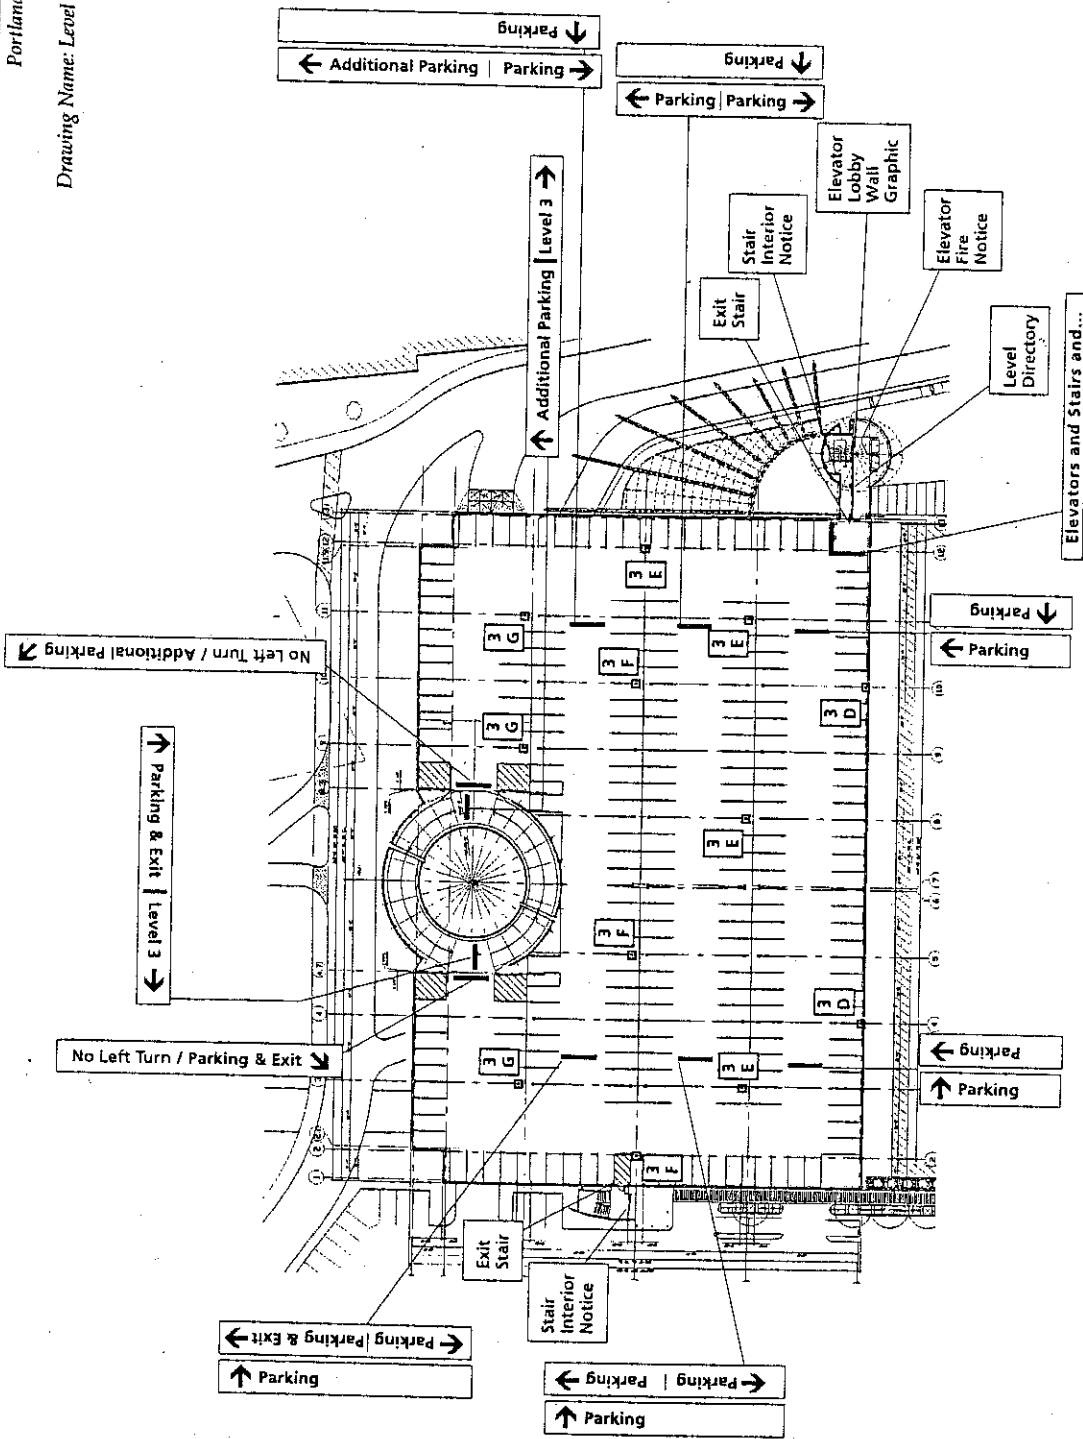 Portland
Drawing Name: Level
Parking
Additional Parking | Parking
Parking
Parking | Parking
Additional Parking | Level 3
Elevator
Lobby
Wall
Graphic
Stair
Interior
Notice
Exit
Stair
Elevator
Fire
Notice
Level
Directory
Elevators and Stairs and...
No Left Turn / Additional Parking
Parking & Exit | Level 3
No Left Turn / Parking & Exit
3
E
3
G
3
F
3
E
3
G
3
D
3
E
3
F
3
D
3
G
3
E
3
F
Parking
Parking
Parking
Parking
Exit
Stair
Stair
Interior
Notice
Parking | Parking & Exit
Parking
Parking | Parking
Parking